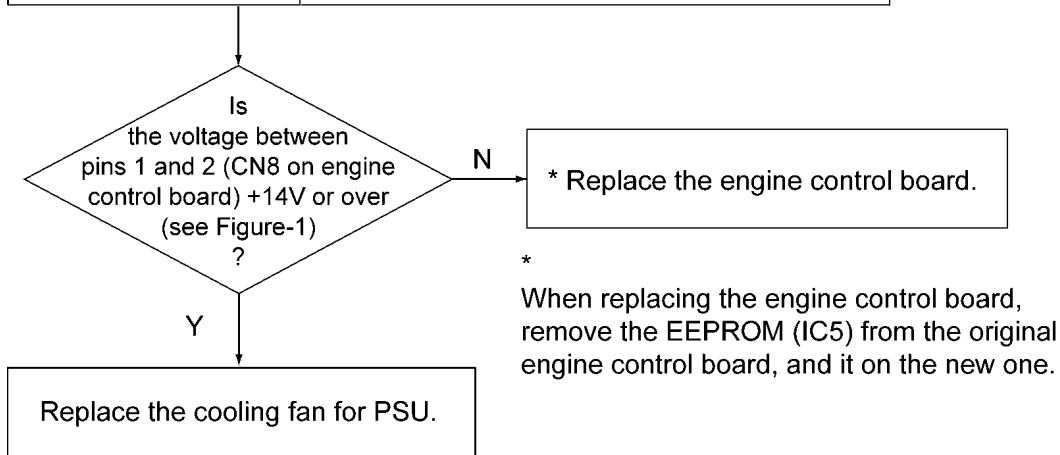 Is
the voltage between
pins 1 and 2 (CN8 on engine
control board) +14V or over
(see Figure-1)
?
N
* Replace the engine control board.
*
When replacing the engine control board,
remove the EEPROM (IC5) from the original
engine control board, and it on the new one.
Y
Replace the cooling fan for PSU.